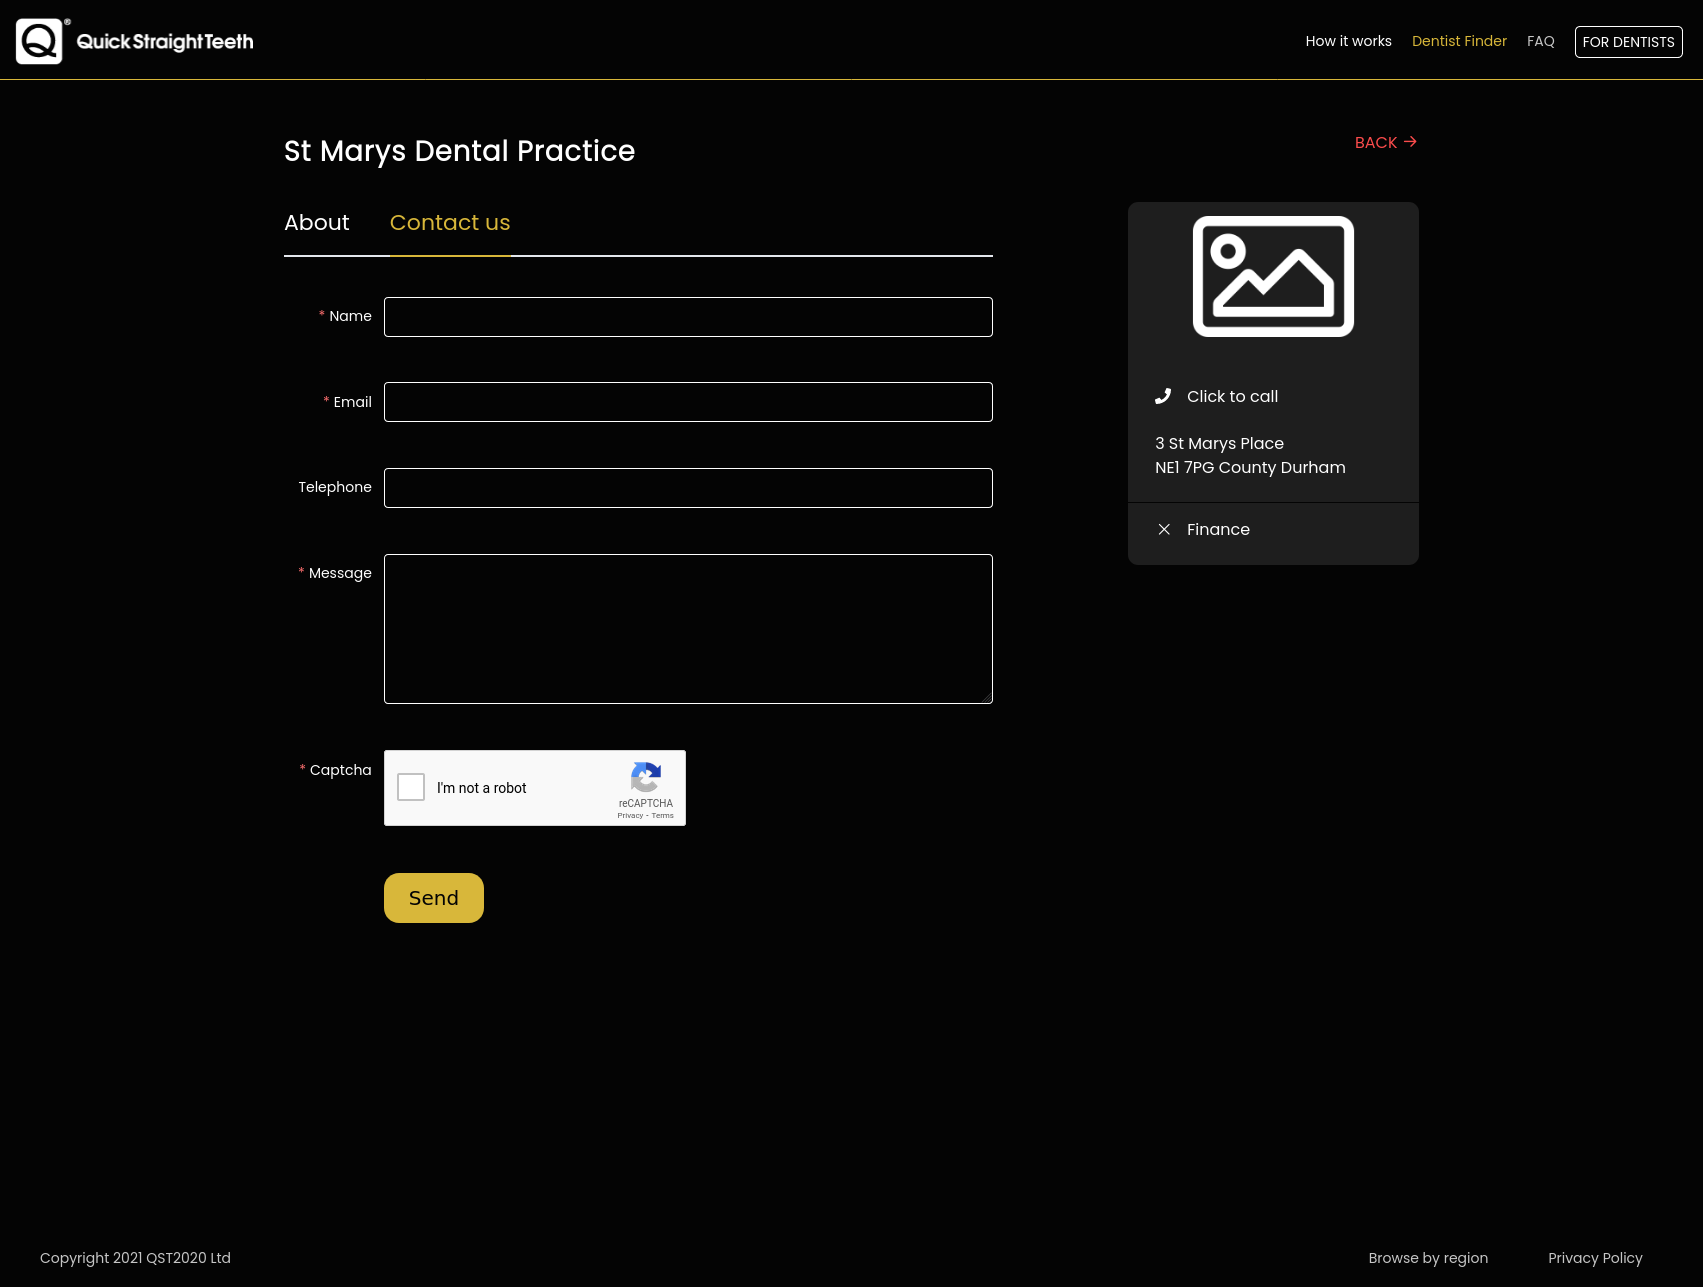 Q® QuickStraightTeeth
How it works
Dentist Finder
FAQ
FOR DENTISTS
St Marys Dental Practice
BACK →
About
Contact us
* Name
* Email
Telephone
* Message
* Captcha
I'm not a robot
reCAPTCHA
Privacy - Terms
Send
Click to call
3 St Marys Place
NE1 7PG County Durham
Finance
Copyright 2021 QST2020 Ltd
Browse by region
Privacy Policy